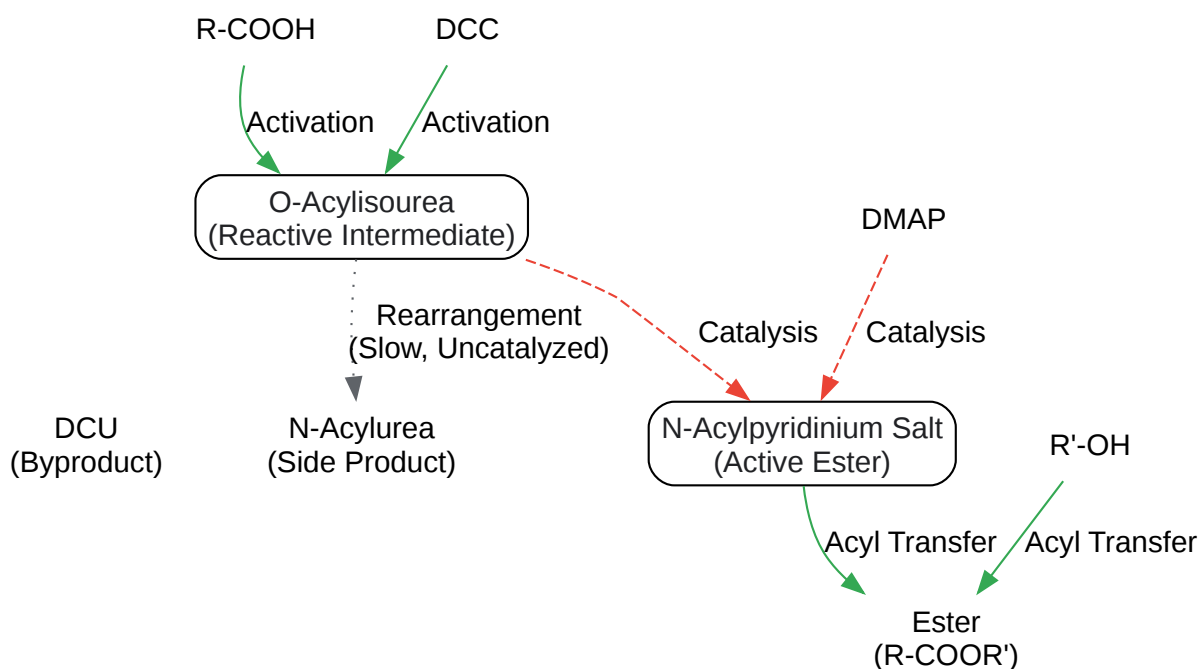 R-COOH
DCC
Activation
Activation
O-Acylisourea
(Reactive Intermediate)
DMAP
Rearrangement
(Slow, Uncatalyzed)
Catalysis
Catalysis
DCU
(Byproduct)
N-Acylurea
(Side Product)
N-Acylpyridinium Salt
(Active Ester)
R'-OH
Acyl Transfer
Acyl Transfer
Ester
(R-COOR')